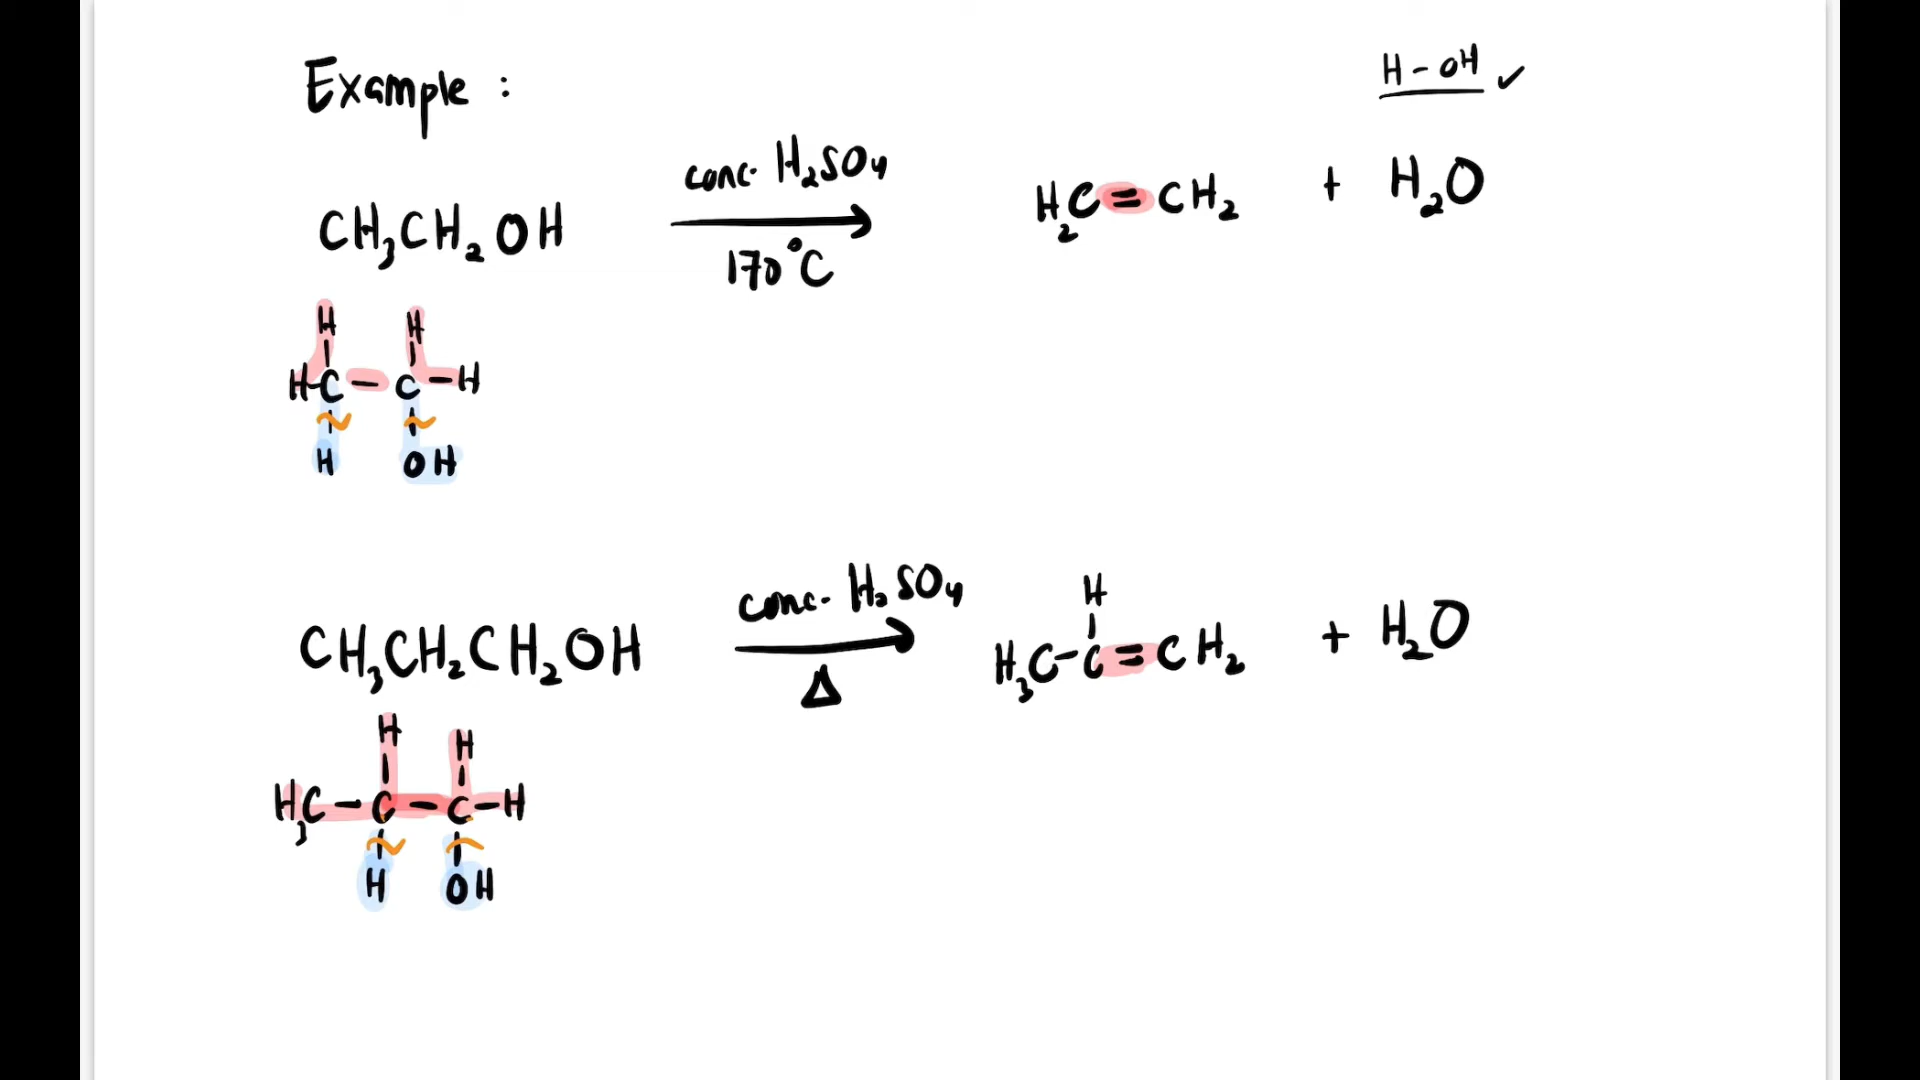 Example :
H - OH ✓
conc. H₂SO₄
CH₃CH₂OH → H₂C=CH₂ + H₂O
170°C
H H
H-C-C-H
H OH
conc. H₂SO₄
H
CH₃CH₂CH₂OH → H₃C-C=CH₂ + H₂O
Δ
H H
H₃C-C-C-H
H OH